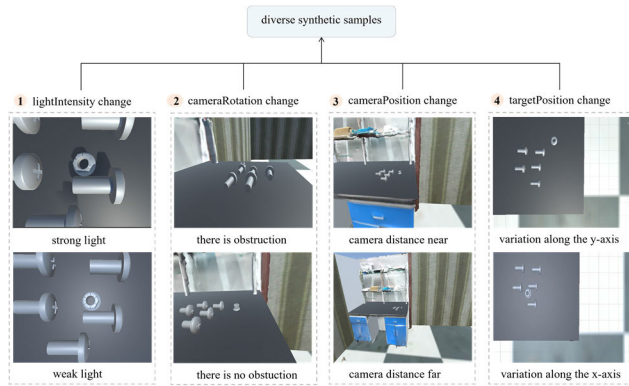 diverse synthetic samples
1 lightIntensity change
2 cameraRotation change
3 cameraPosition change
4 targetPosition change
strong light
there is obstruction
camera distance near
variation along the y-axis
weak light
there is no obstuction
camera distance far
variation along the x-axis